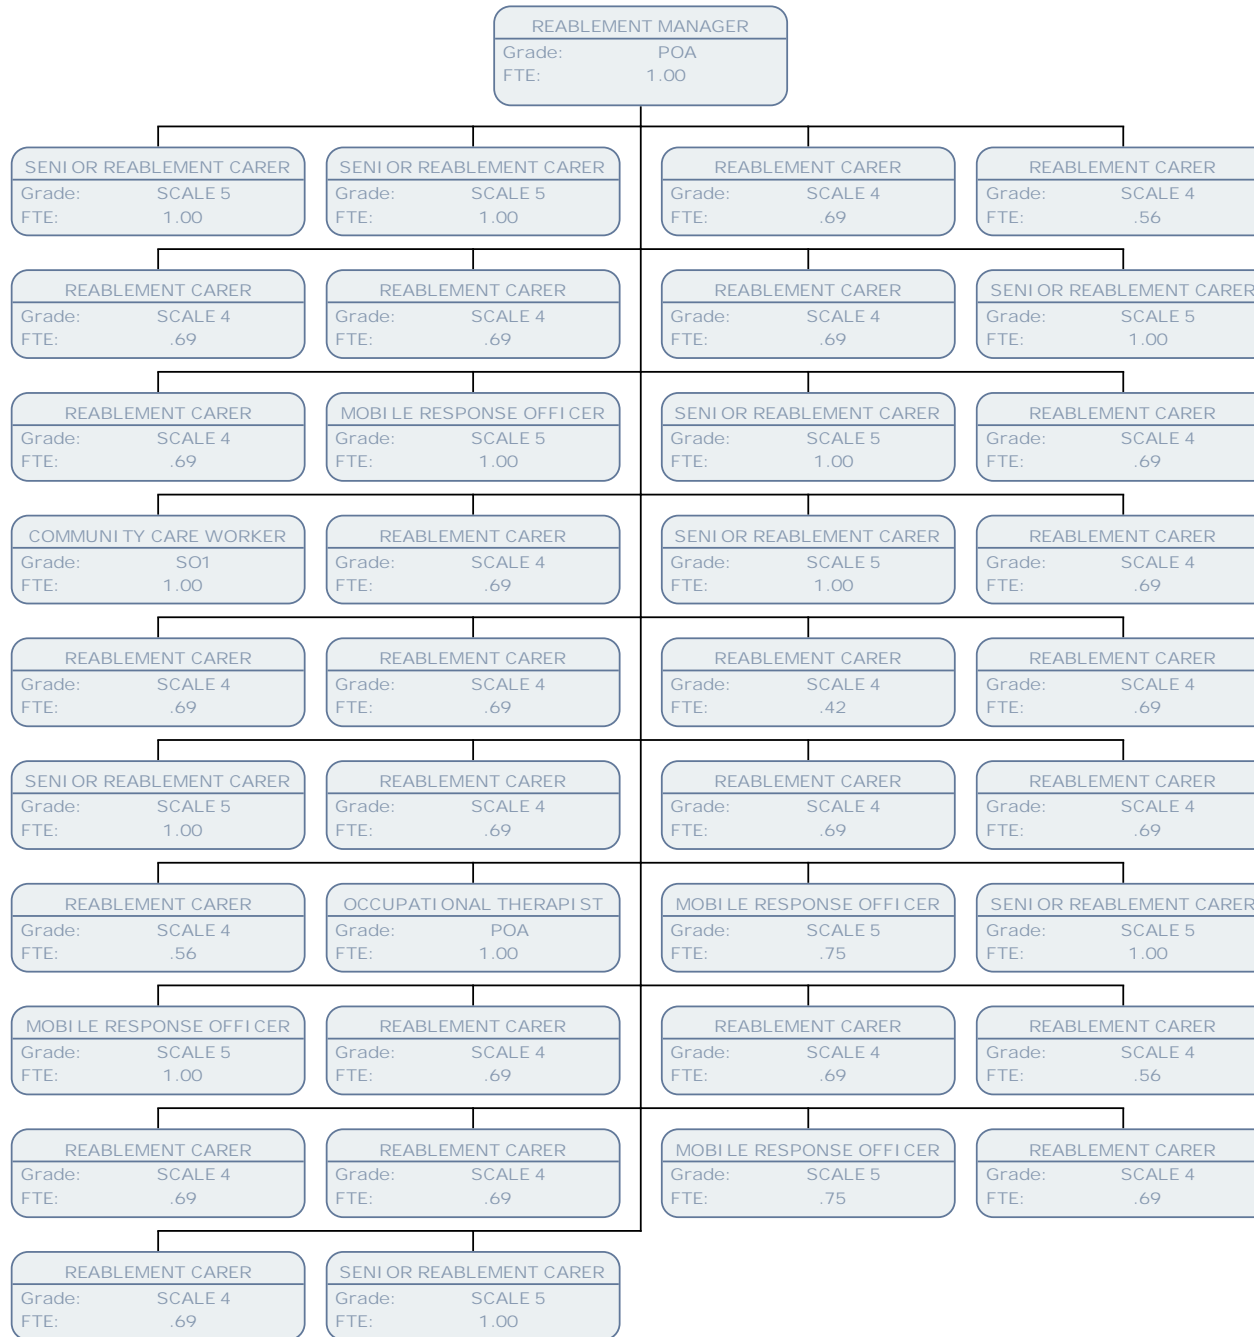 REABLEMENT MANAGER
Grade: POA
FTE: 1.00
SENIOR REABLEMENT CARER
Grade: SCALE 5
FTE: 1.00
SENIOR REABLEMENT CARER
Grade: SCALE 5
FTE: 1.00
REABLEMENT CARER
Grade: SCALE 4
FTE: .69
REABLEMENT CARER
Grade: SCALE 4
FTE: .56
REABLEMENT CARER
Grade: SCALE 4
FTE: .69
REABLEMENT CARER
Grade: SCALE 4
FTE: .69
REABLEMENT CARER
Grade: SCALE 4
FTE: .69
SENIOR REABLEMENT CARER
Grade: SCALE 5
FTE: 1.00
REABLEMENT CARER
Grade: SCALE 4
FTE: .69
MOBILE RESPONSE OFFICER
Grade: SCALE 5
FTE: 1.00
SENIOR REABLEMENT CARER
Grade: SCALE 5
FTE: 1.00
REABLEMENT CARER
Grade: SCALE 4
FTE: .69
COMMUNITY CARE WORKER
Grade: SO1
FTE: 1.00
REABLEMENT CARER
Grade: SCALE 4
FTE: .69
SENIOR REABLEMENT CARER
Grade: SCALE 5
FTE: 1.00
REABLEMENT CARER
Grade: SCALE 4
FTE: .69
REABLEMENT CARER
Grade: SCALE 4
FTE: .69
REABLEMENT CARER
Grade: SCALE 4
FTE: .69
REABLEMENT CARER
Grade: SCALE 4
FTE: .42
REABLEMENT CARER
Grade: SCALE 4
FTE: .69
SENIOR REABLEMENT CARER
Grade: SCALE 5
FTE: 1.00
REABLEMENT CARER
Grade: SCALE 4
FTE: .69
REABLEMENT CARER
Grade: SCALE 4
FTE: .69
REABLEMENT CARER
Grade: SCALE 4
FTE: .69
REABLEMENT CARER
Grade: SCALE 4
FTE: .56
OCCUPATIONAL THERAPIST
Grade: POA
FTE: 1.00
MOBILE RESPONSE OFFICER
Grade: SCALE 5
FTE: .75
SENIOR REABLEMENT CARER
Grade: SCALE 5
FTE: 1.00
MOBILE RESPONSE OFFICER
Grade: SCALE 5
FTE: 1.00
REABLEMENT CARER
Grade: SCALE 4
FTE: .69
REABLEMENT CARER
Grade: SCALE 4
FTE: .69
REABLEMENT CARER
Grade: SCALE 4
FTE: .56
REABLEMENT CARER
Grade: SCALE 4
FTE: .69
REABLEMENT CARER
Grade: SCALE 4
FTE: .69
MOBILE RESPONSE OFFICER
Grade: SCALE 5
FTE: .75
REABLEMENT CARER
Grade: SCALE 4
FTE: .69
REABLEMENT CARER
Grade: SCALE 4
FTE: .69
SENIOR REABLEMENT CARER
Grade: SCALE 5
FTE: 1.00